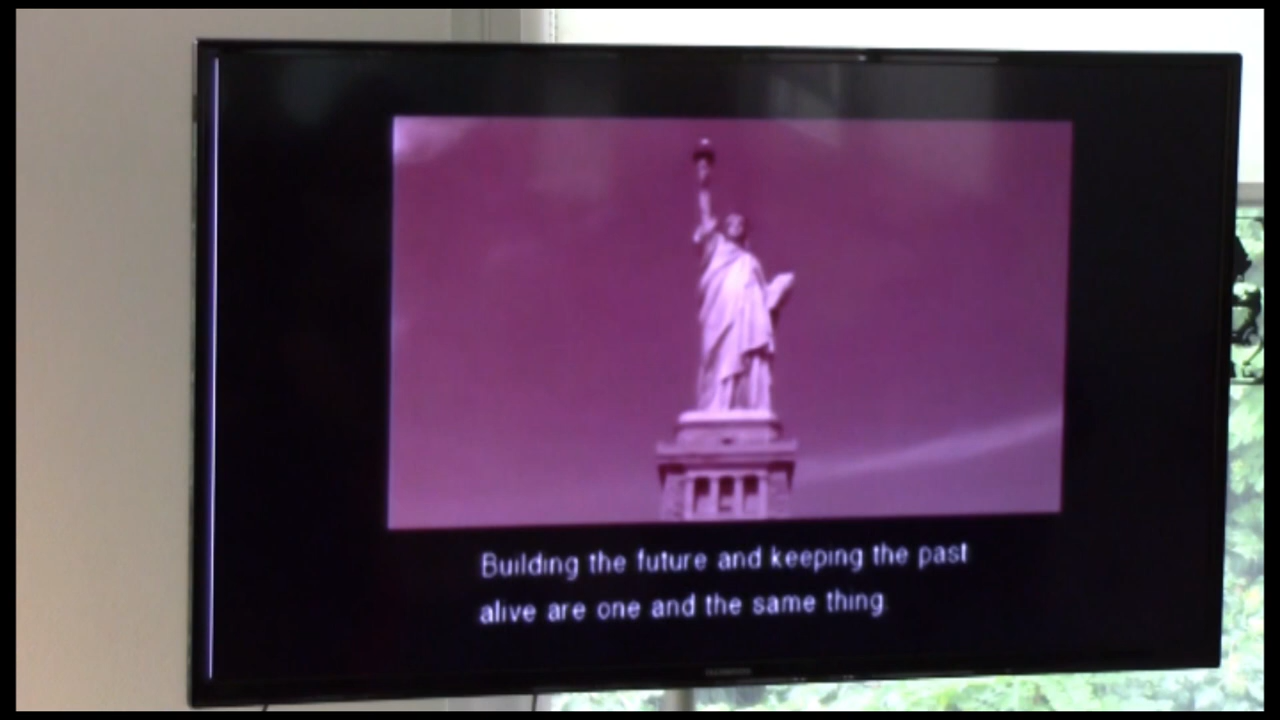 Building the future and keeping the past
alive are one and the same thing.